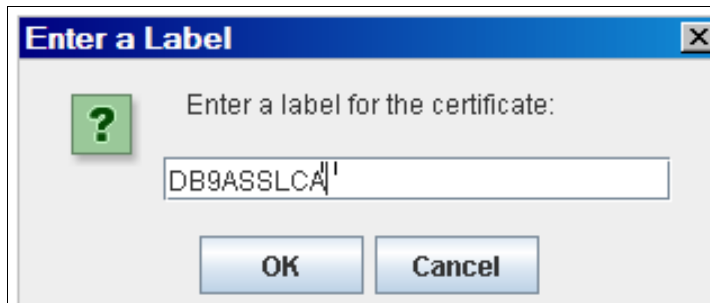 Enter a Label
Enter a label for the certificate:
DB9ASSLCA
OK
Cancel